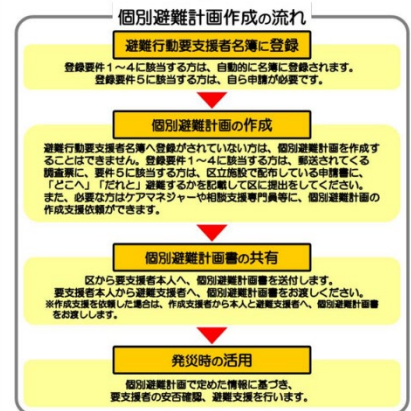 個別避難計画作成の流れ
避難行動要支援者名簿に登録
登録要件1～4に該当する方は、自動的に名簿に登録されます。
登録要件5に該当する方は、自ら申請が必要です。
個別避難計画の作成
避難行動要支援者名簿へ登録がされていない方は、個別避難計画を作成す
ることはできません。登録要件1～4に該当する方は、郵送されてくる
調査票に、要件5に該当する方は、区立施設で配布している申請書に、
「どこへ」「だれと」避難するかを記載して区に提出をしてください。
また、必要な方はケアマネジャーや相談支援専門員等に、個別避難計画の
作成支援依頼ができます。
個別避難計画書の共有
区から要支援者本人へ、個別避難計画書を送付します。
要支援者本人から避難支援者へ、個別避難計画書をお渡しください。
※作成支援を依頼した場合は、作成支援者から本人と避難支援者へ、個別避難計画書
をお渡しします。
発災時の活用
個別避難計画で定めた情報に基づき、
要支援者の安否確認、避難支援を行います。